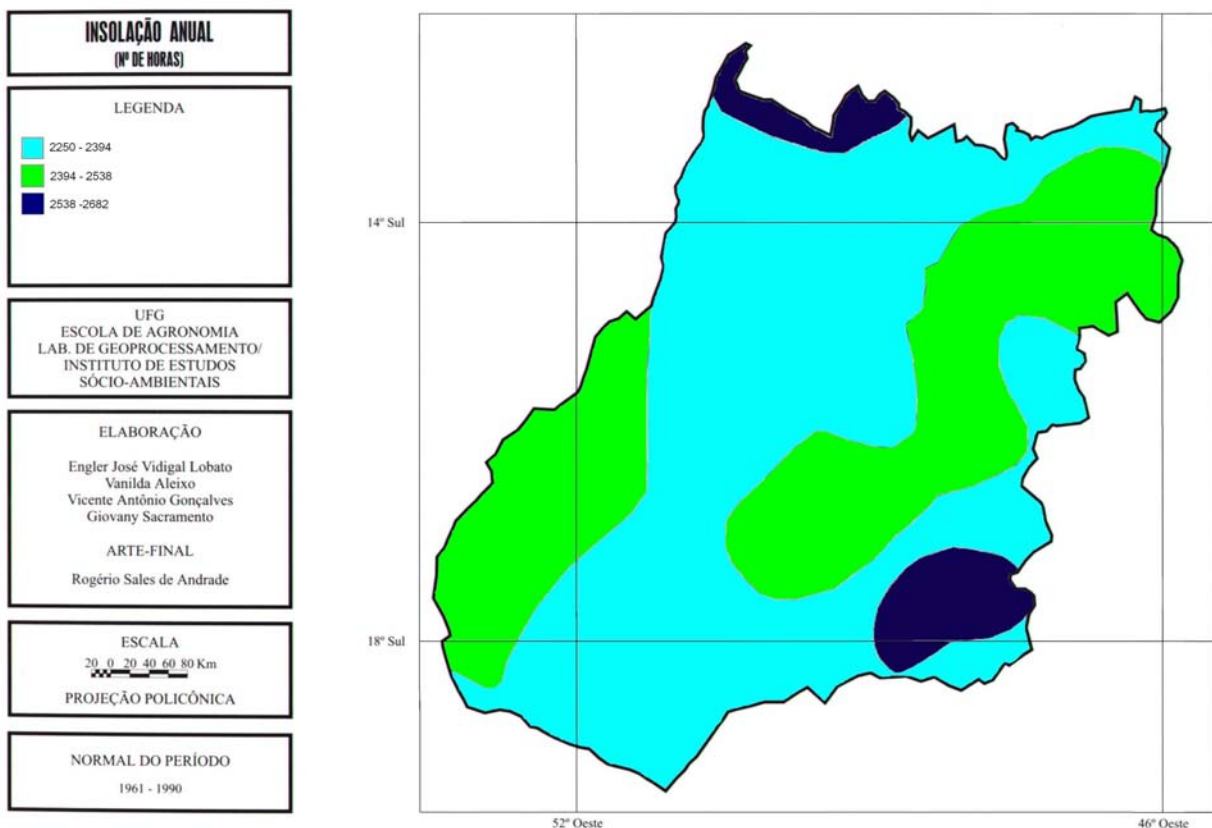 INSOLAÇÃO ANUAL
(Nº DE HORAS)
LEGENDA
2250 - 2394
2394 - 2538
2538 -2682
UFG
ESCOLA DE AGRONOMIA
LAB. DE GEOPROCESSAMENTO/
INSTITUTO DE ESTUDOS
SÓCIO-AMBIENTAIS
ELABORAÇÃO
Engler José Vidigal Lobato
Vanilda Aleixo
Vicente Antônio Gonçalves
Giovany Sacramento
ARTE-FINAL
Rogério Sales de Andrade
ESCALA
20 0 20 40 60 80 Km
PROJEÇÃO POLICÔNICA
NORMAL DO PERÍODO
1961 - 1990
14º Sul
18º Sul
52º Oeste
46º Oeste